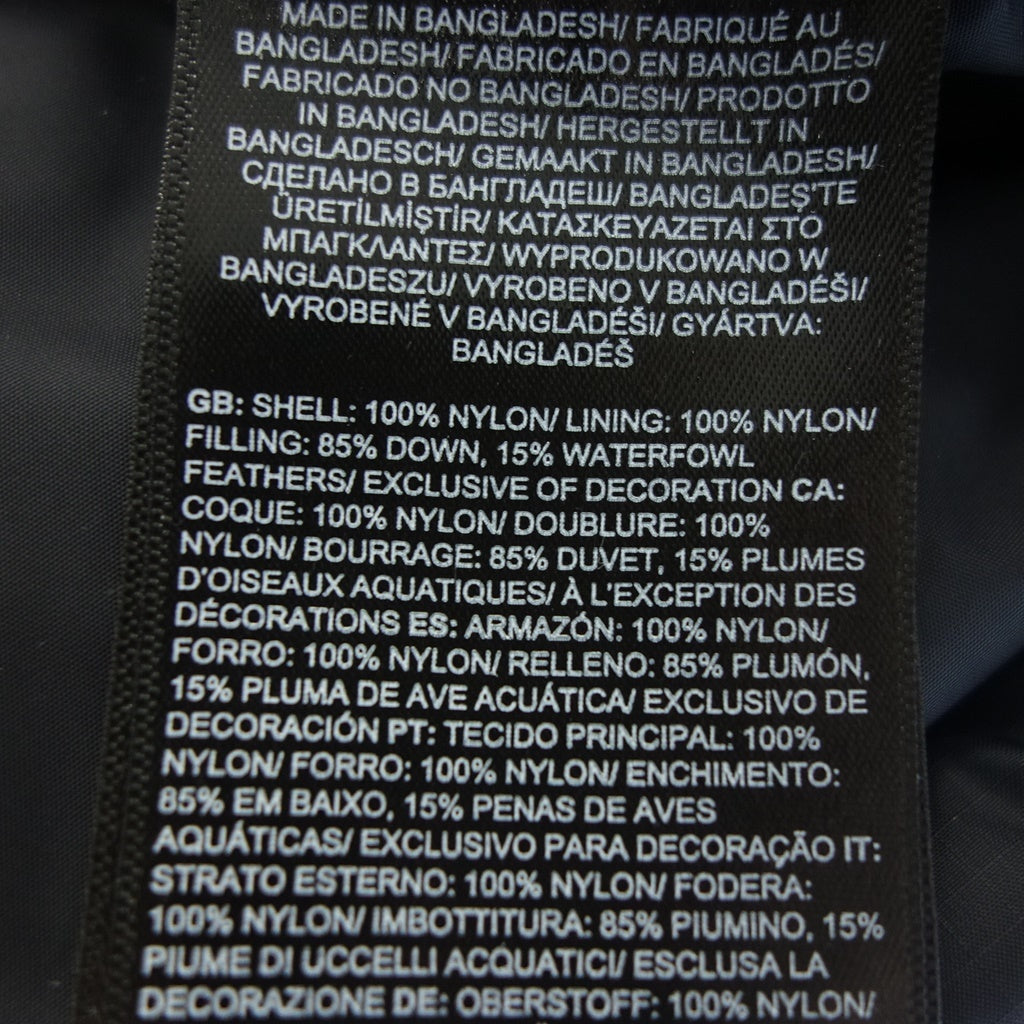 MADE IN BANGLADESH/ FABRIQUÉ AU
BANGLADESH/ FABRICADO EN BANGLADÉS/
FABRICADO NO BANGLADESH/ PRODOTTO
IN BANGLADESH/ HERGESTELLT IN
BANGLADESCH/ GEMAAKT IN BANGLADESH/
СДЕЛАНО В БАНГЛАДЕШ/ BANGLADEŞ'TE
ÜRETİLMİŞTİR/ ΚΑΤΑΣΚΕΥΑΖΕΤΑΙ ΣΤΟ
ΜΠΑΓΚΛΑΝΤΕΣ/ WYPRODUKOWANO W
BANGLADESZU/ VYROBENO V BANGLADÉŠI/
VYROBENÉ V BANGLADÉŠI/ GYÁRTVA:
BANGLADÉŠ
GB: SHELL: 100% NYLON/ LINING: 100% NYLON/
FILLING: 85% DOWN, 15% WATERFOWL
FEATHERS/ EXCLUSIVE OF DECORATION CA:
COQUE: 100% NYLON/ DOUBLURE: 100%
NYLON/ BOURRAGE: 85% DUVET, 15% PLUMES
D'OISEAUX AQUATIQUES/ À L'EXCEPTION DES
DÉCORATIONS ES: ARMAZÓN: 100% NYLON/
FORRO: 100% NYLON/ RELLENO: 85% PLUMÓN,
15% PLUMA DE AVE ACUÁTICA/ EXCLUSIVO DE
DECORACIÓN PT: TECIDO PRINCIPAL: 100%
NYLON/ FORRO: 100% NYLON/ ENCHIMENTO:
85% EM BAIXO, 15% PENAS DE AVES
AQUÁTICAS/ EXCLUSIVO PARA DECORAÇÃO IT:
STRATO ESTERNO: 100% NYLON/ FODERA:
100% NYLON/ IMBOTTITURA: 85% PIUMINO, 15%
PIUME DI UCCELLI ACQUATICI/ ESCLUSA LA
DECORAZIONE DE: OBERSTOFF: 100% NYLON/